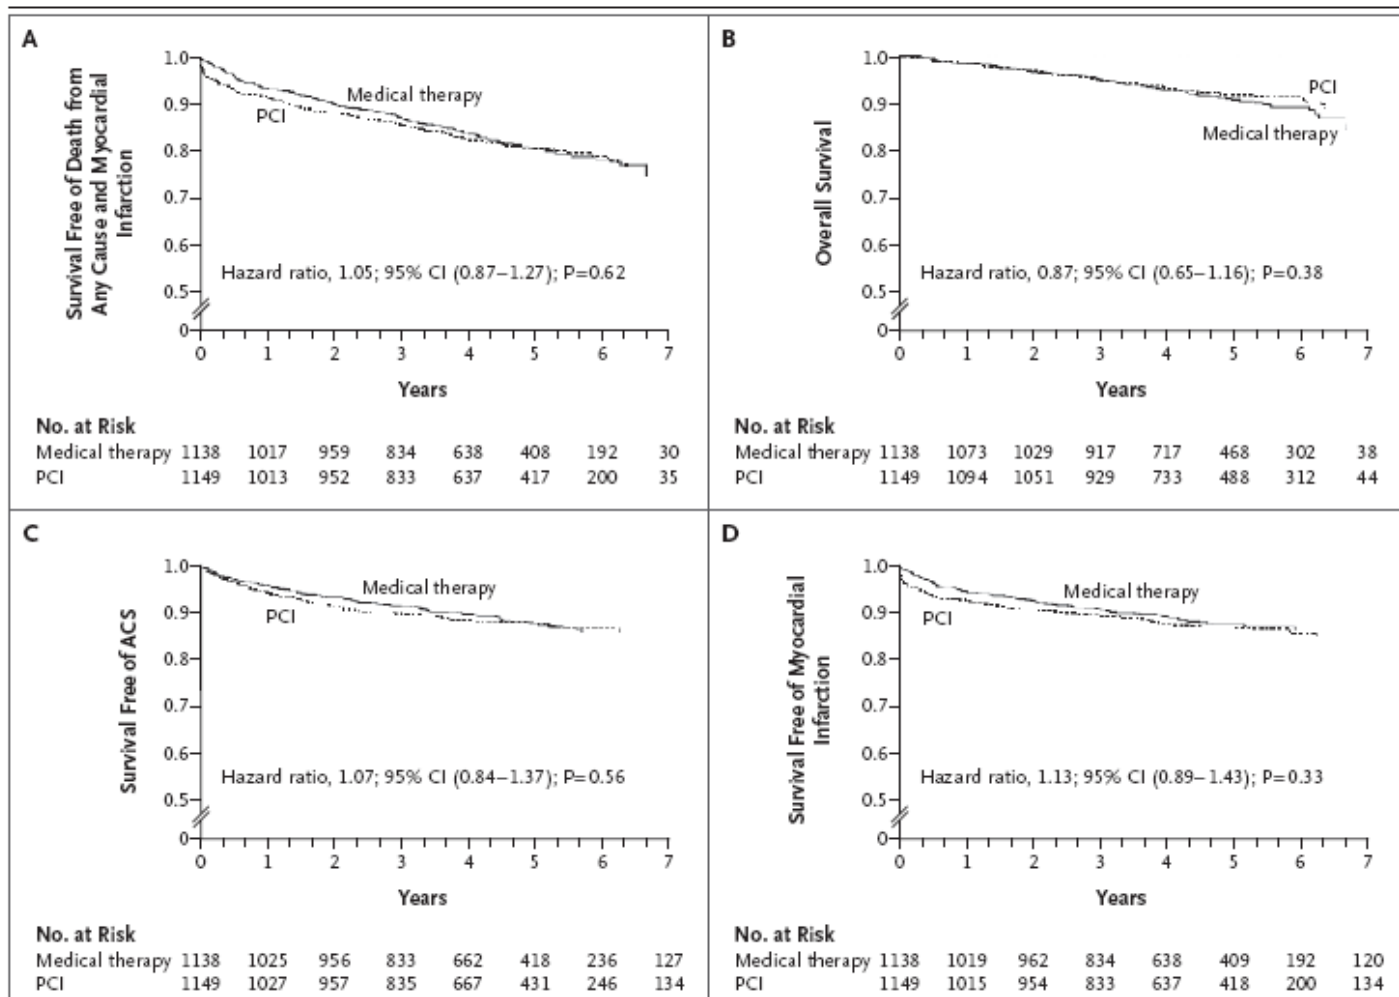 A
Survival Free of Death from
Any Cause and Myocardial
Infarction
1.0
0.9
0.8
0.7
0.6
0.5
0
Medical therapy
PCI
Hazard ratio, 1.05; 95% CI (0.87–1.27); P=0.62
0 1 2 3 4 5 6 7
Years
No. at Risk
Medical therapy 1138 1017 959 834 638 408 192 30
PCI 1149 1013 952 833 637 417 200 35
B
Overall Survival
1.0
0.9
0.8
0.7
0.6
0.5
0
PCI
Medical therapy
Hazard ratio, 0.87; 95% CI (0.65–1.16); P=0.38
0 1 2 3 4 5 6 7
Years
No. at Risk
Medical therapy 1138 1073 1029 917 717 468 302 38
PCI 1149 1094 1051 929 733 488 312 44
C
Survival Free of ACS
1.0
0.9
0.8
0.7
0.6
0.5
0
Medical therapy
PCI
Hazard ratio, 1.07; 95% CI (0.84–1.37); P=0.56
0 1 2 3 4 5 6 7
Years
No. at Risk
Medical therapy 1138 1025 956 833 662 418 236 127
PCI 1149 1027 957 835 667 431 246 134
D
Survival Free of Myocardial
Infarction
1.0
0.9
0.8
0.7
0.6
0.5
0
Medical therapy
PCI
Hazard ratio, 1.13; 95% CI (0.89–1.43); P=0.33
0 1 2 3 4 5 6 7
Years
No. at Risk
Medical therapy 1138 1019 962 834 638 409 192 120
PCI 1149 1015 954 833 637 418 200 134